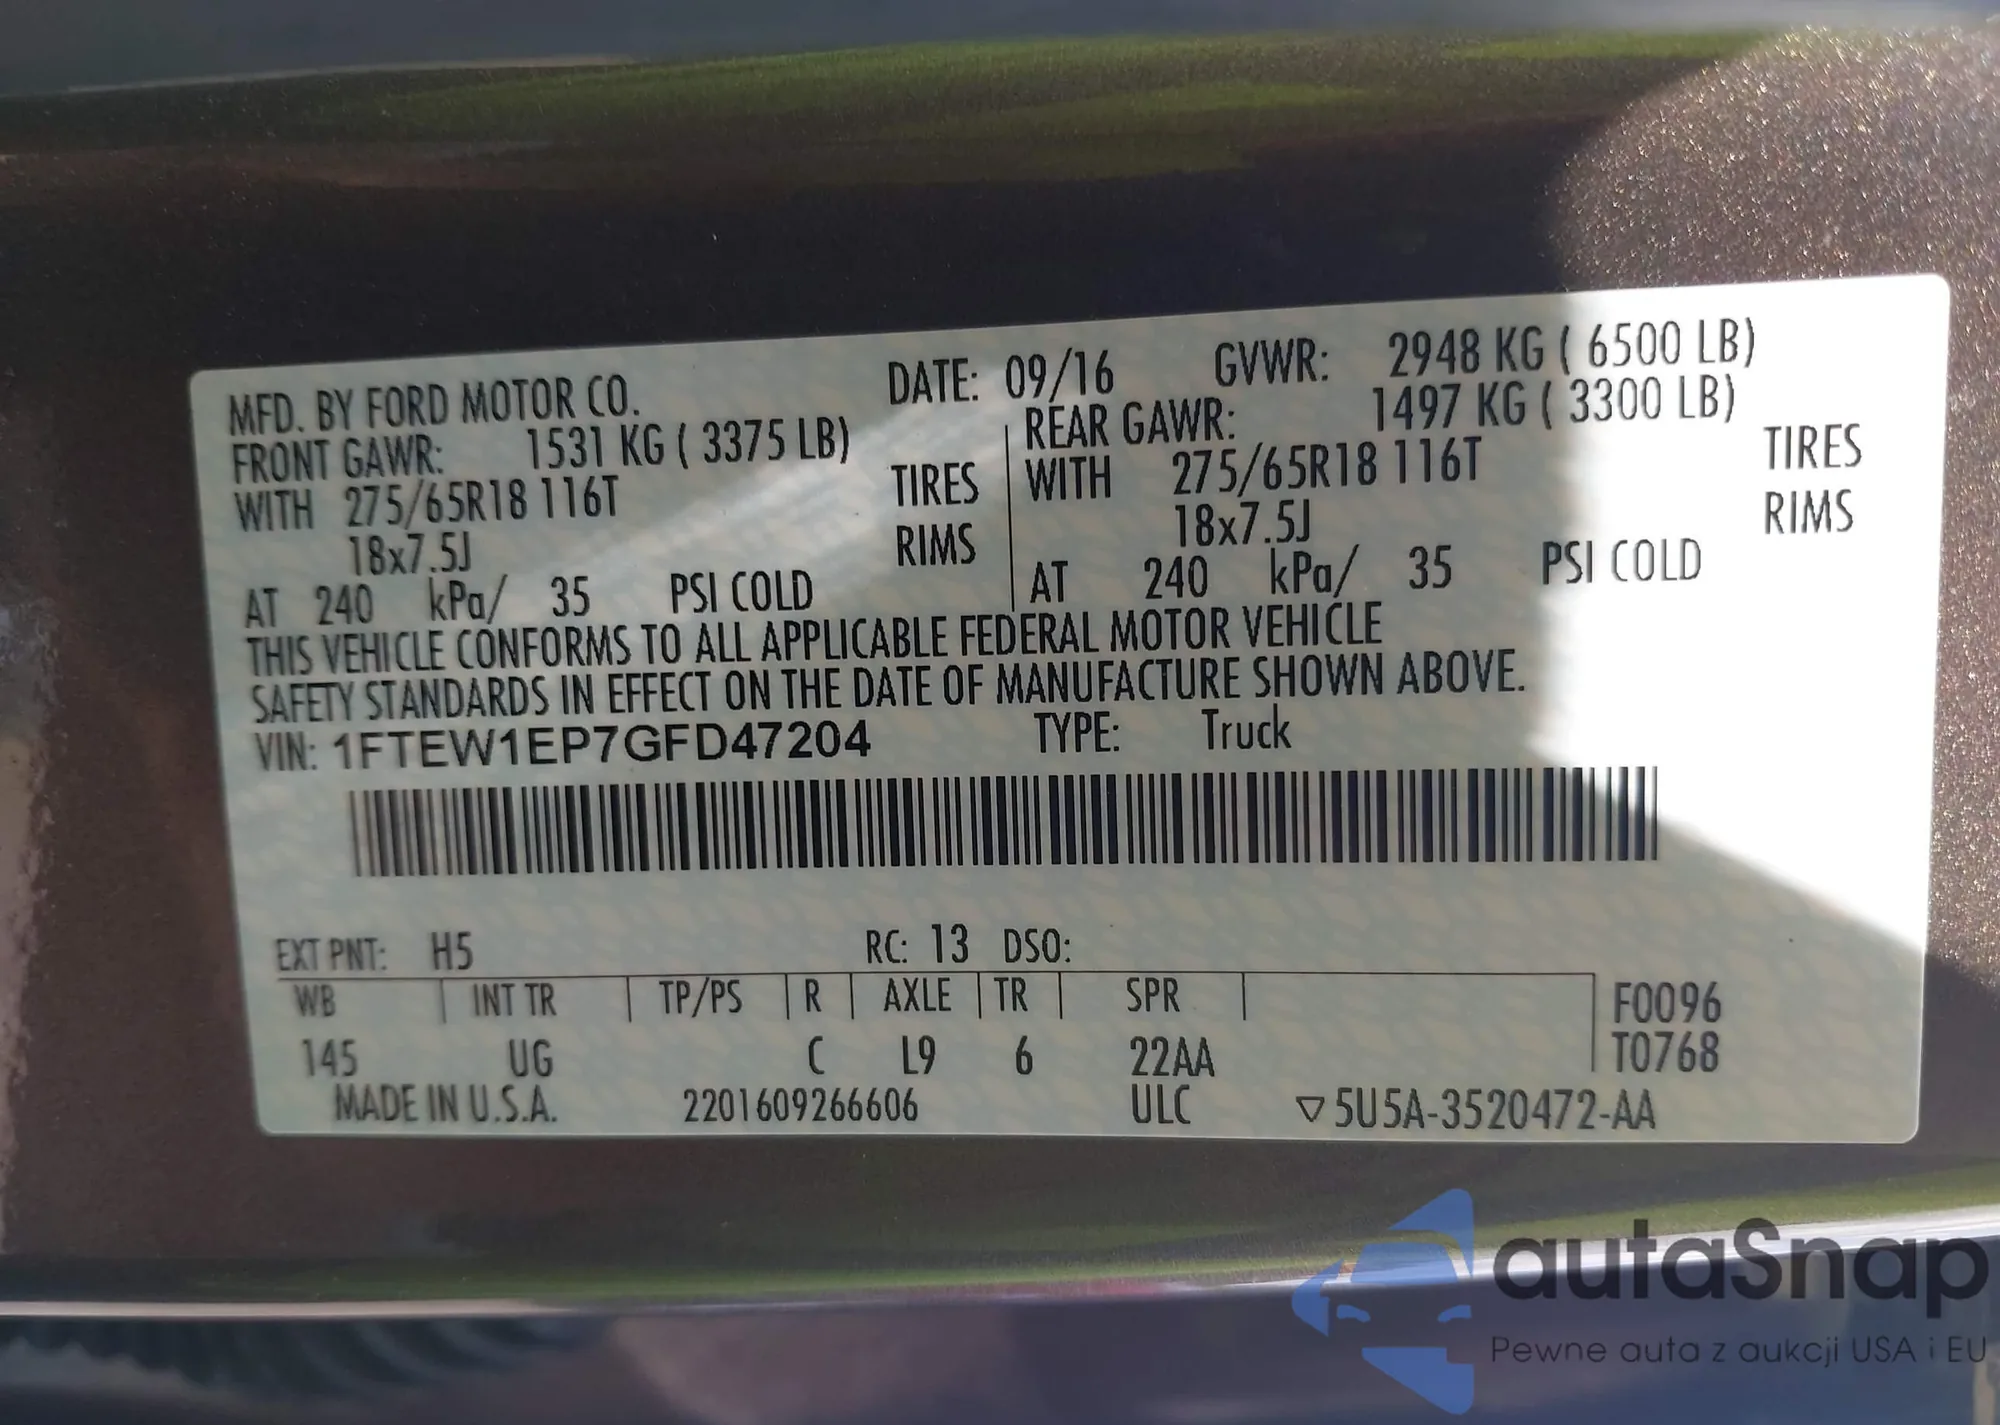 MFD. BY FORD MOTOR CO. DATE: 09/16 GVWR: 2948 KG ( 6500 LB)
FRONT GAWR: 1531 KG ( 3375 LB) REAR GAWR: 1497 KG ( 3300 LB)
WITH 275/65R18 116T TIRES WITH 275/65R18 116T TIRES
18x7.5J RIMS 18x7.5J RIMS
AT 240 kPa/ 35 PSI COLD AT 240 kPa/ 35 PSI COLD
THIS VEHICLE CONFORMS TO ALL APPLICABLE FEDERAL MOTOR VEHICLE
SAFETY STANDARDS IN EFFECT ON THE DATE OF MANUFACTURE SHOWN ABOVE.
VIN: 1FTEW1EP7GFD47204 TYPE: Truck
EXT PNT: H5 RC: 13 DSO:
WB INT TR TP/PS R AXLE TR SPR F0096
145 UG C L9 6 22AA T0768
MADE IN U.S.A. 2201609266606 ULC ▽5U5A-3520472-AA
autaSnap
Pewne auta z aukcji USA i EU